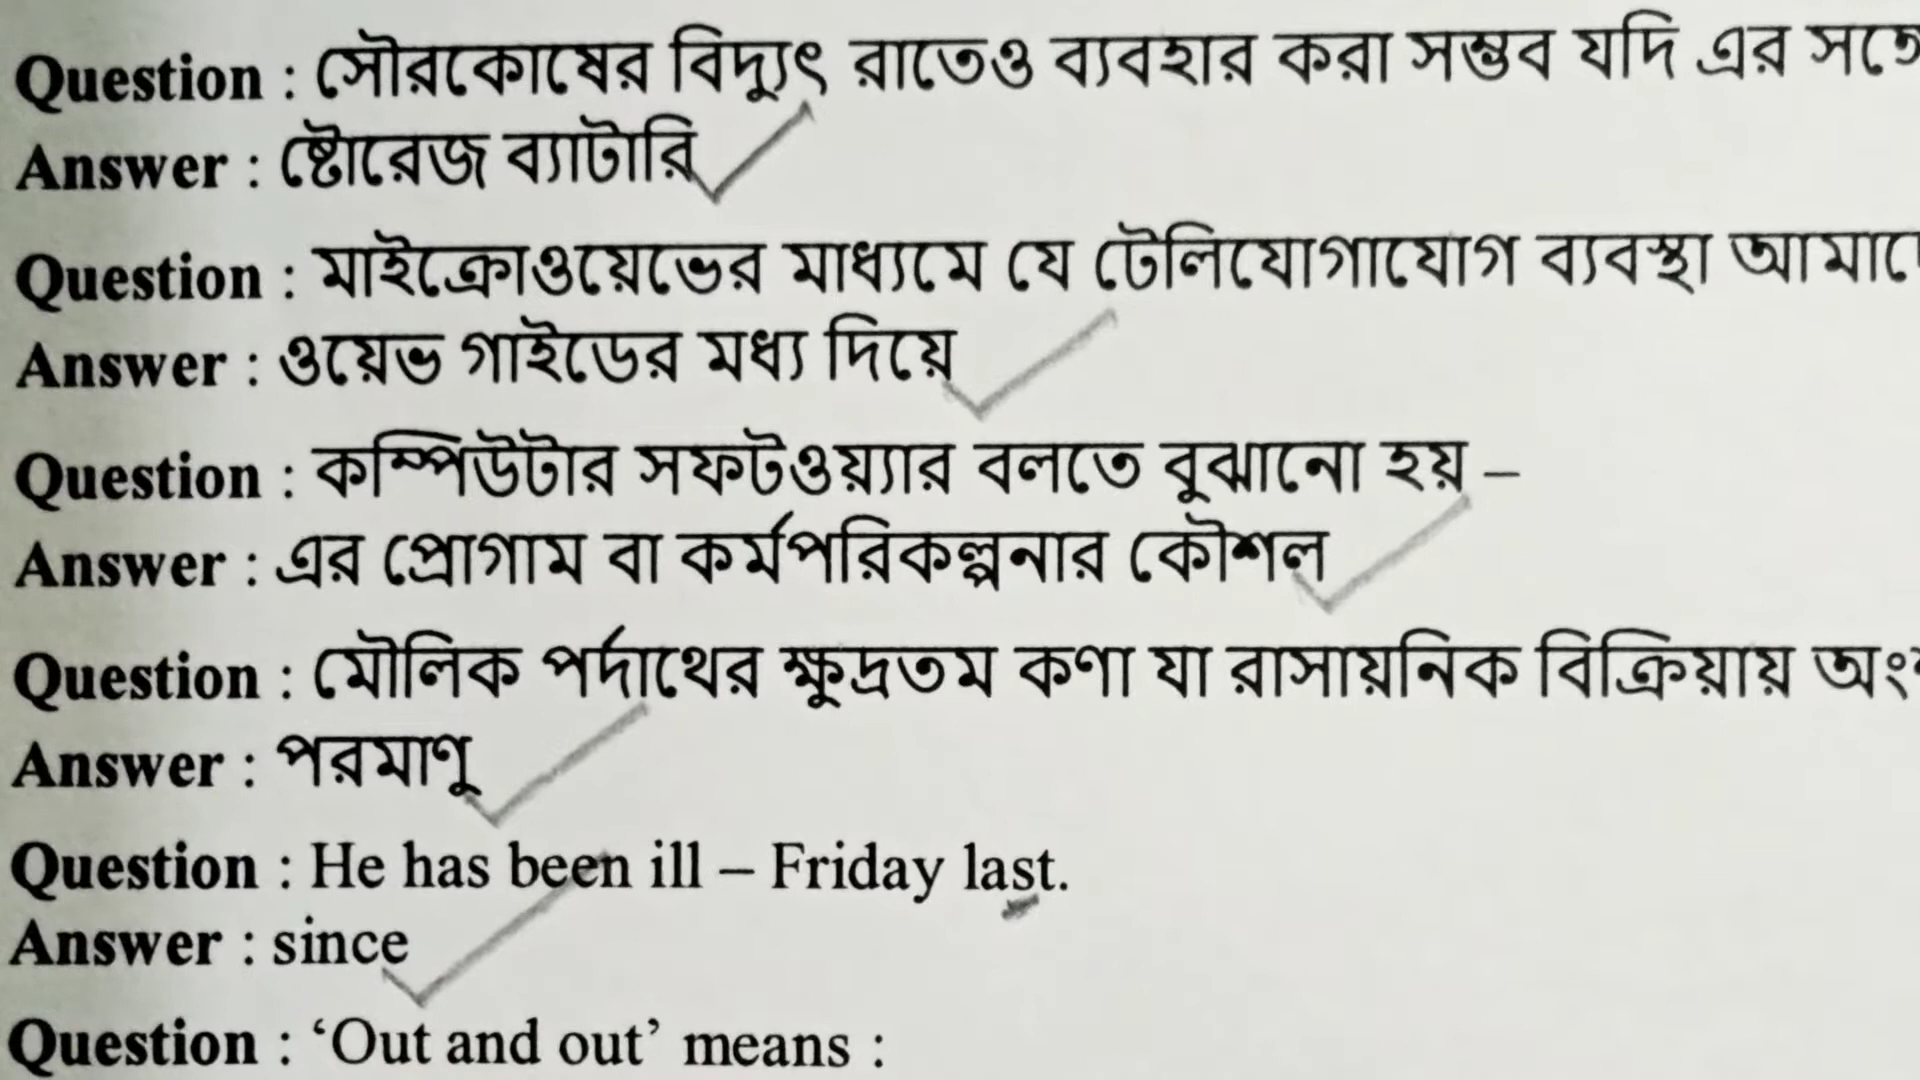 Question : সৌরকোষের বিদ্যুৎ রাতেও ব্যবহার করা সম্ভব যদি এর
Answer : ষ্টোরেজ ব্যাটারি
Question : মাইক্রোওয়েভের মাধ্যমে যে টেলিযোগাযোগ ব্যবস্থা
Answer : ওয়েভ গাইডের মধ্য দিয়ে
Question : কম্পিউটার সফটওয়্যার বলতে বুঝানো হয় –
Answer : এর প্রোগাম বা কর্মপরিকল্পনার কৌশল
Question : মৌলিক পর্দাথের ক্ষুদ্রতম কণা যা রাসায়নিক বিক্রিয়ায়
Answer : পরমাণু
Question : He has been ill – Friday last.
Answer : since
Question : ‘Out and out’ means :